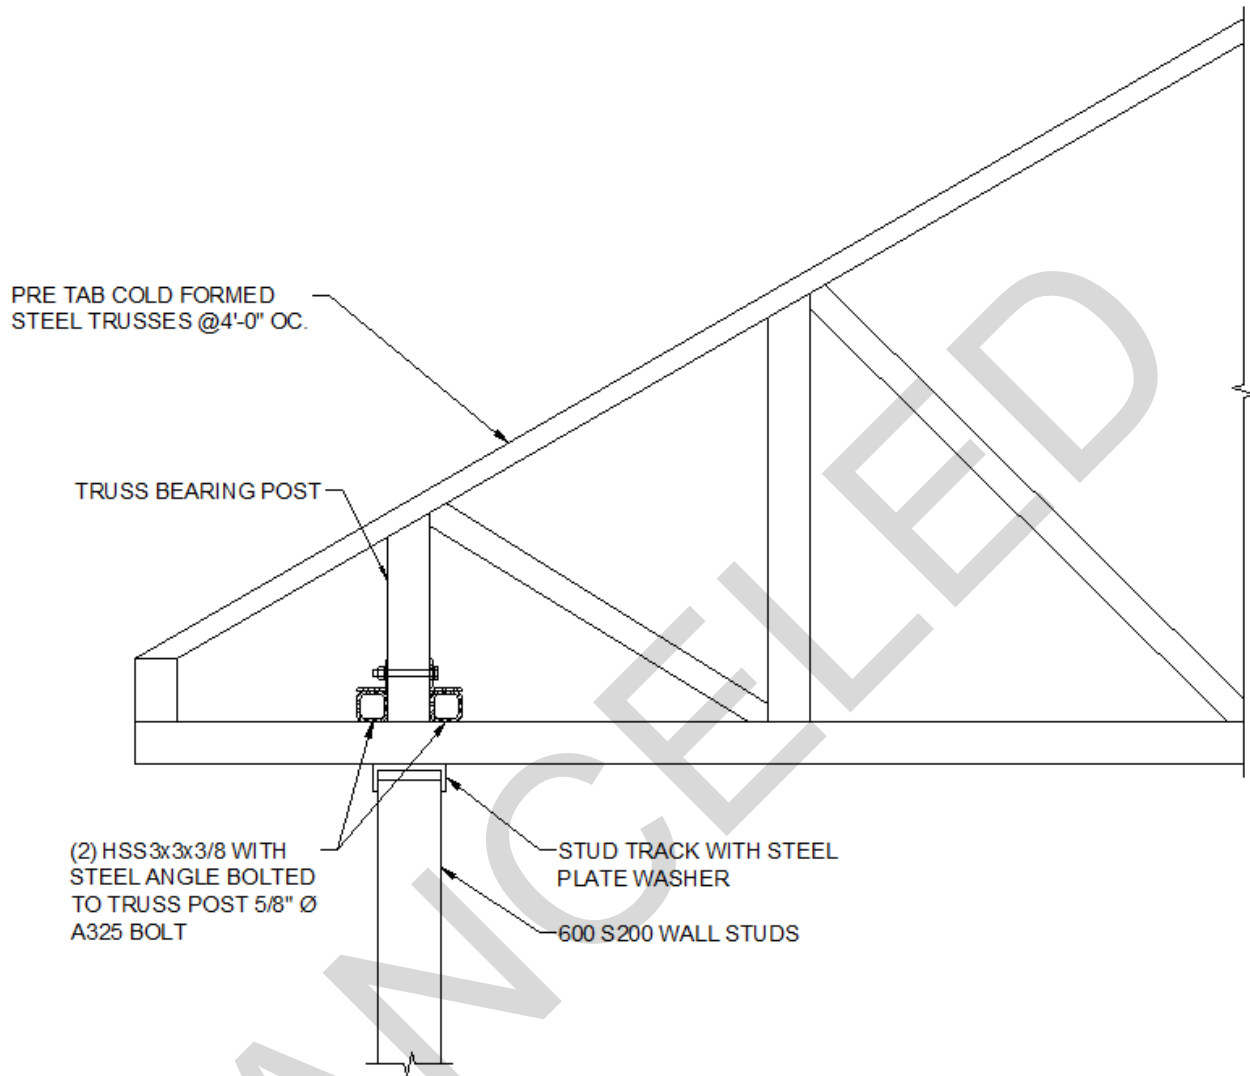 PRE TAB COLD FORMED
STEEL TRUSSES @4'-0" OC.
TRUSS BEARING POST
(2) HSS3x3x3/8 WITH
STEEL ANGLE BOLTED
TO TRUSS POST 5/8" Ø
A325 BOLT
STUD TRACK WITH STEEL
PLATE WASHER
600 S200 WALL STUDS
ANCELED